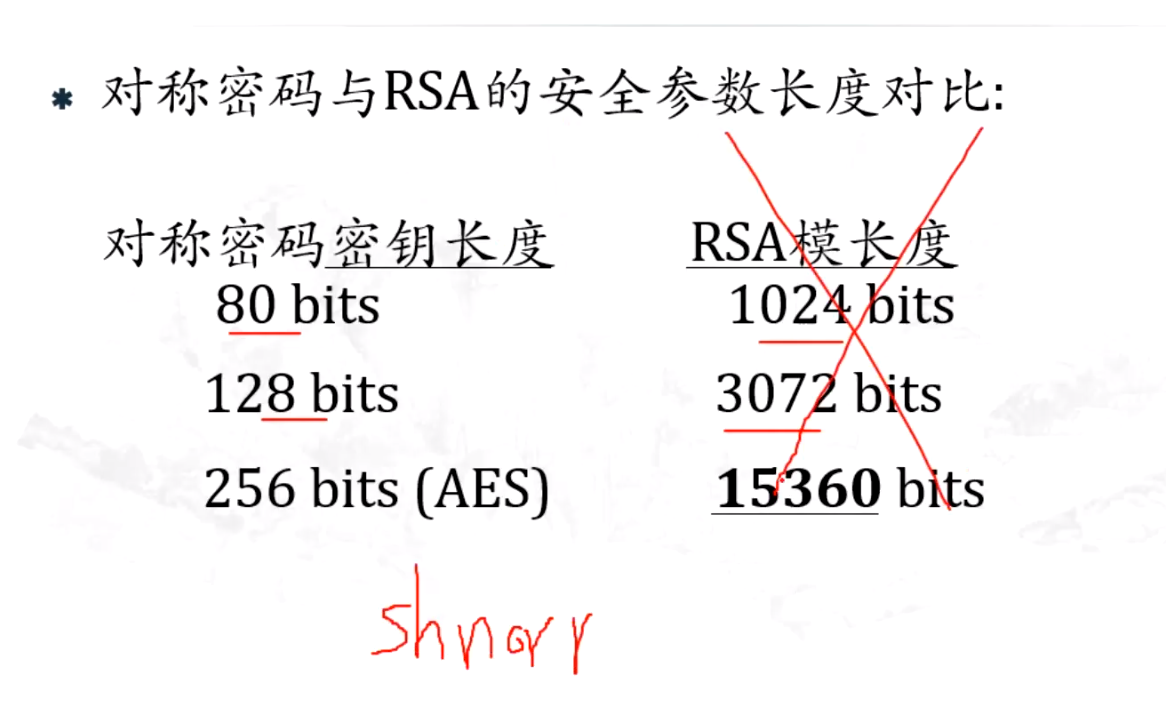 * 对称密码与RSA的安全参数长度对比:
对称密码密钥长度 RSA模长度
80 bits 1024 bits
128 bits 3072 bits
256 bits (AES) 15360 bits
shnorr